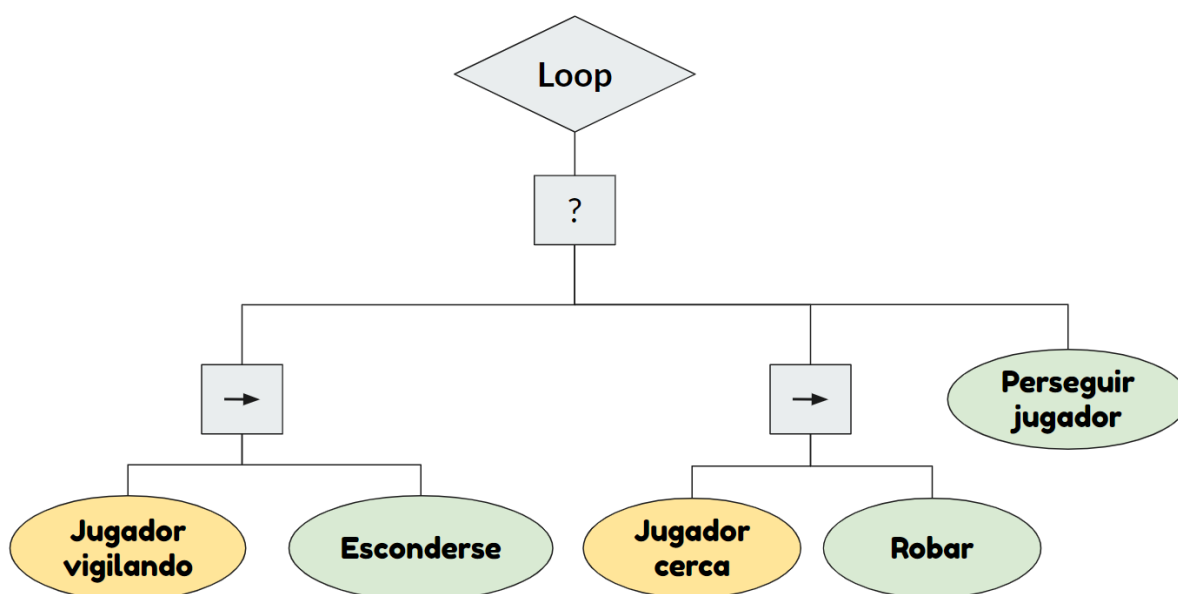 Loop
?
Perseguir
jugador
Jugador
vigilando
Esconderse
Jugador
cerca
Robar